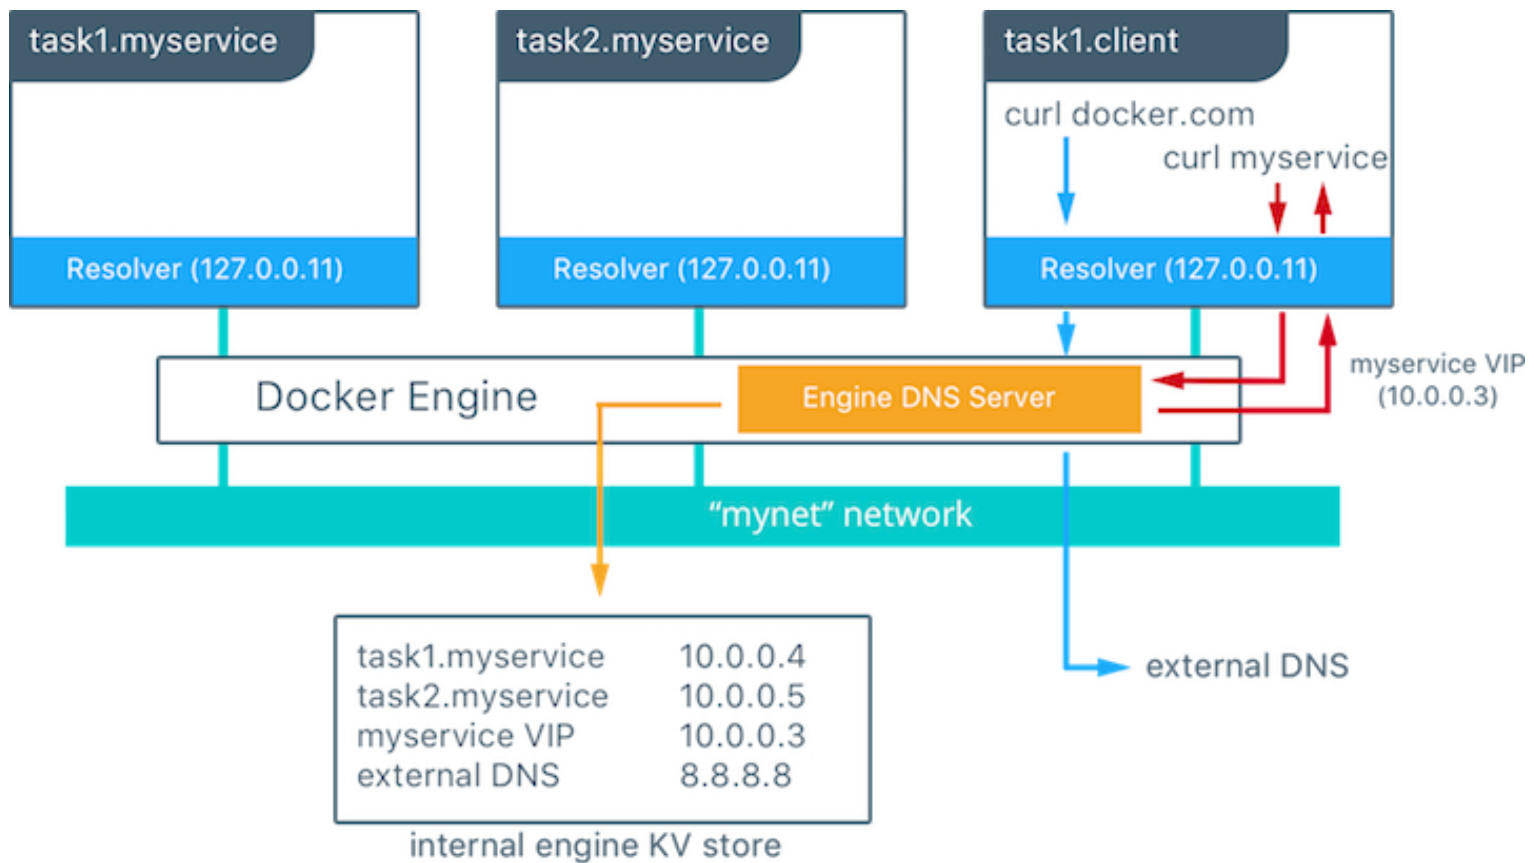 task1.myservice
task2.myservice
task1.client
curl docker.com
curl myservice
Resolver (127.0.0.11)
Resolver (127.0.0.11)
Resolver (127.0.0.11)
Docker Engine
Engine DNS Server
myservice VIP
(10.0.0.3)
“mynet” network
task1.myservice 10.0.0.4
task2.myservice 10.0.0.5
myservice VIP 10.0.0.3
external DNS 8.8.8.8
external DNS
internal engine KV store